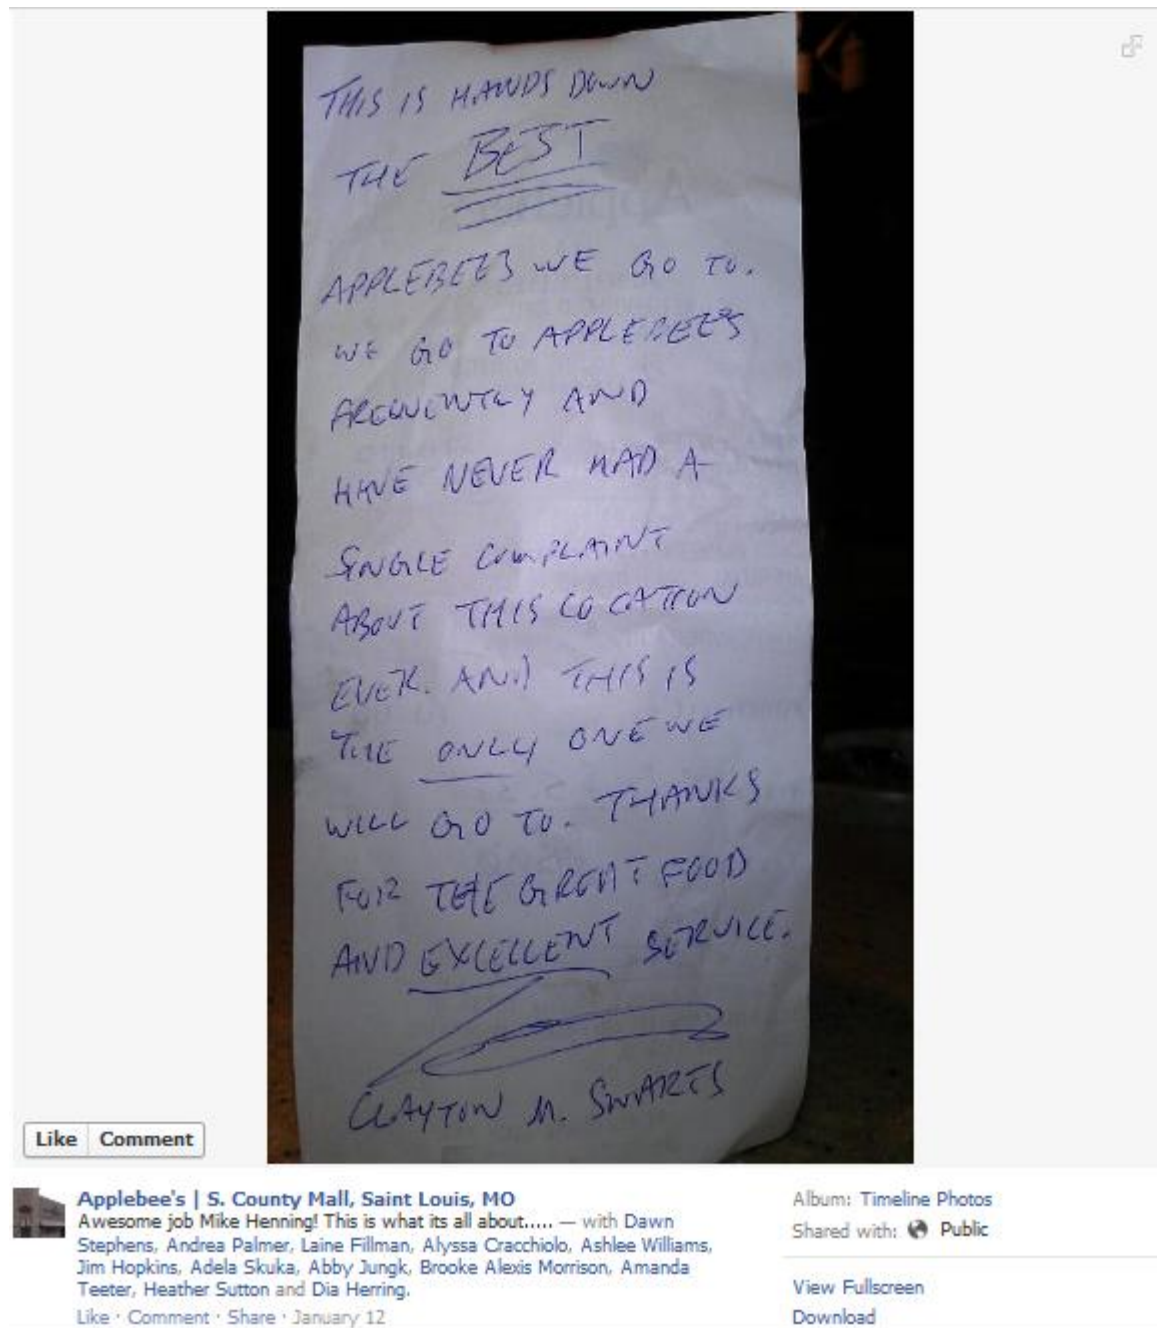 THIS IS HANDS DOWN
THE BEST
APPLEBEES WE GO TO.
WE GO TO APPLEBEES
FREQUENTLY AND
HAVE NEVER HAD A
SINGLE COMPLAINT
ABOUT THIS LOCATION
EVER. AND THIS IS
THE ONLY ONE WE
WILL GO TO. THANKS
FOR THE GREAT FOOD
AND EXCELLENT SERVICE.
CLAYTON M. SWARTS
Like Comment
Applebee's | S. County Mall, Saint Louis, MO
Awesome job Mike Henning! This is what its all about..... — with Dawn
Stephens, Andrea Palmer, Laine Fillman, Alyssa Cracchiolo, Ashlee Williams,
Jim Hopkins, Adela Skuka, Abby Jungk, Brooke Alexis Morrison, Amanda
Teeter, Heather Sutton and Dia Herring.
Like · Comment · Share · January 12
Album: Timeline Photos
Shared with: Public
View Fullscreen
Download